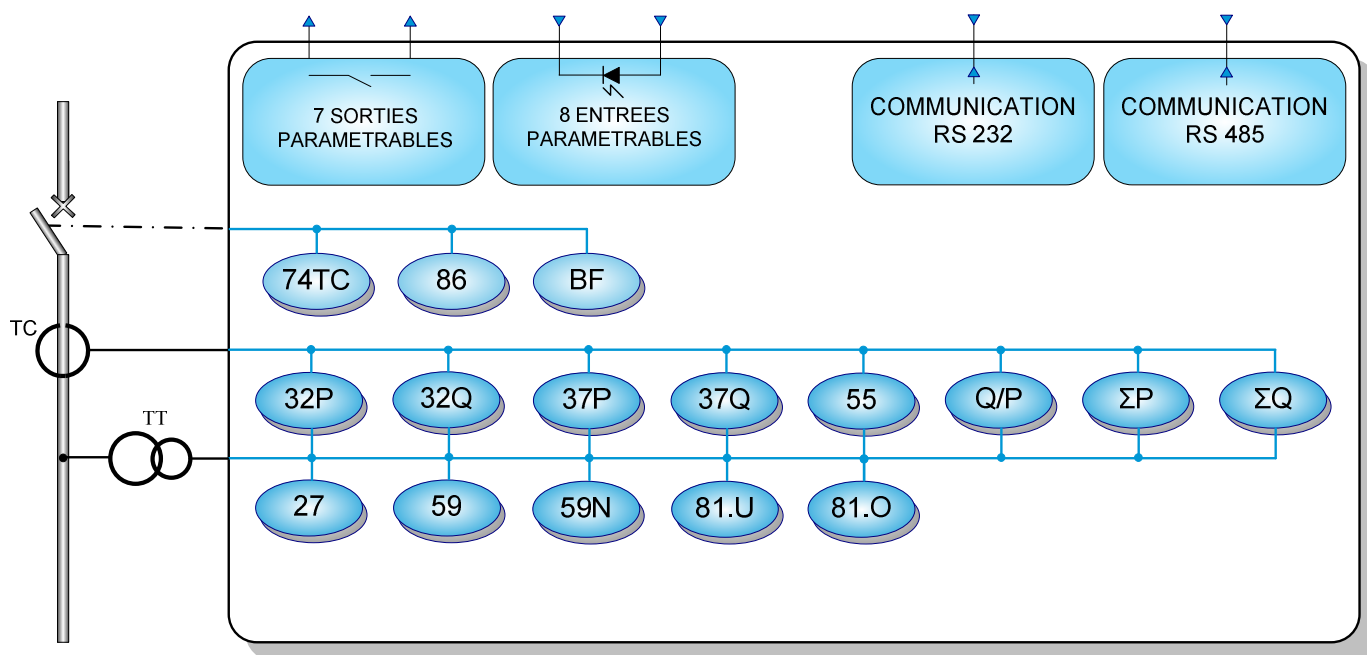 7 SORTIES
PARAMETRABLES
8 ENTREES
PARAMETRABLES
COMMUNICATION
RS 232
COMMUNICATION
RS 485
74TC
86
BF
TC
32P
32Q
37P
37Q
55
Q/P
ΣP
ΣQ
TT
27
59
59N
81.U
81.O